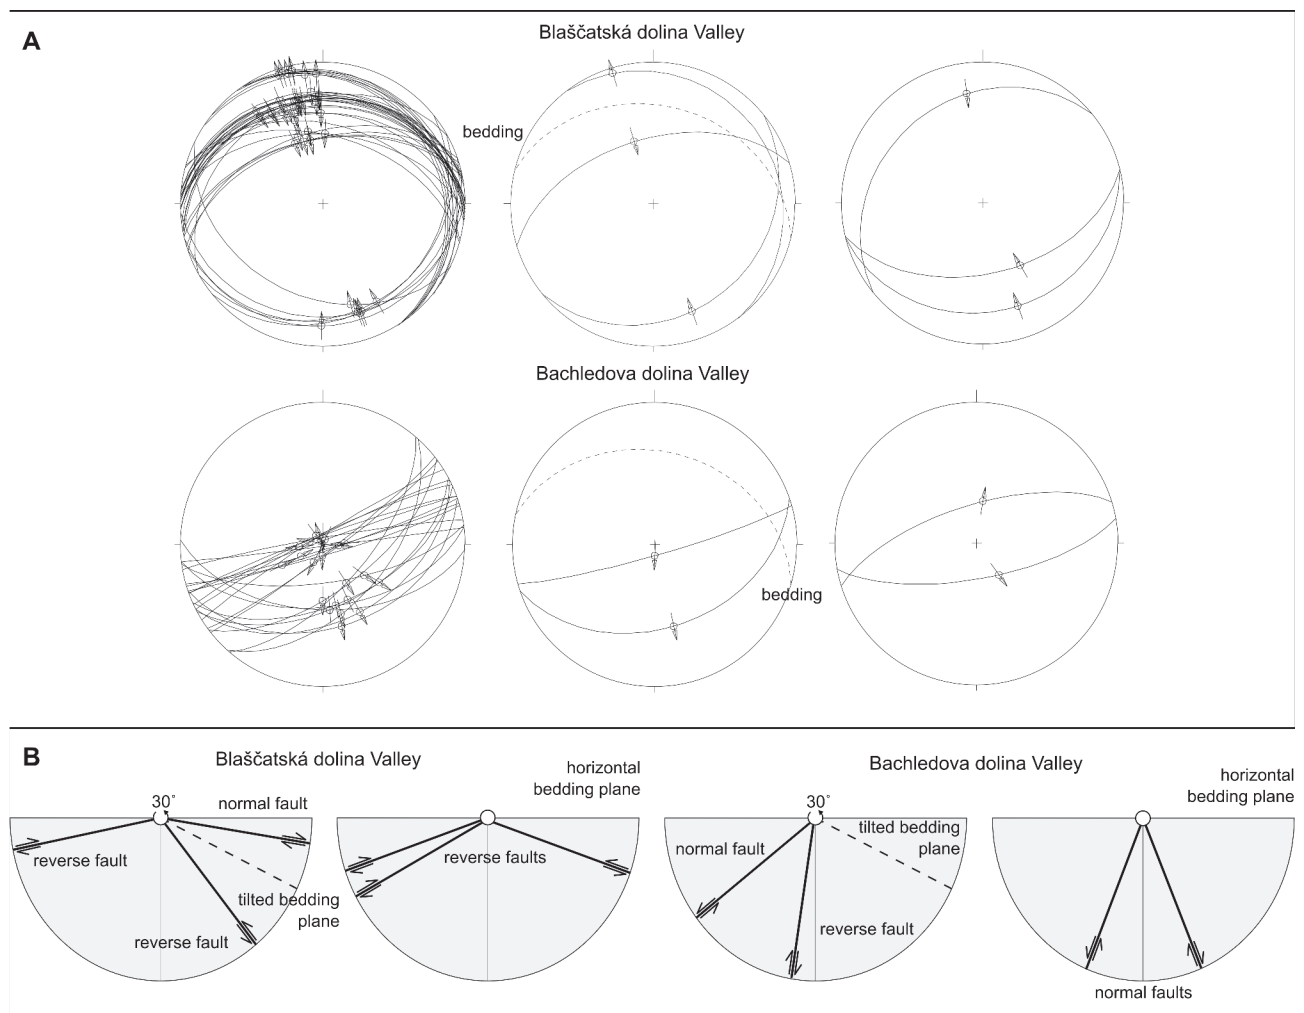 A
Blaščatská dolina Valley
bedding
Bachledova dolina Valley
bedding
B
Blaščatská dolina Valley
30°
normal fault
reverse fault
tilted bedding
plane
reverse fault
horizontal
bedding plane
reverse faults
Bachledova dolina Valley
30°
tilted bedding
plane
normal fault
reverse fault
horizontal
bedding plane
normal faults